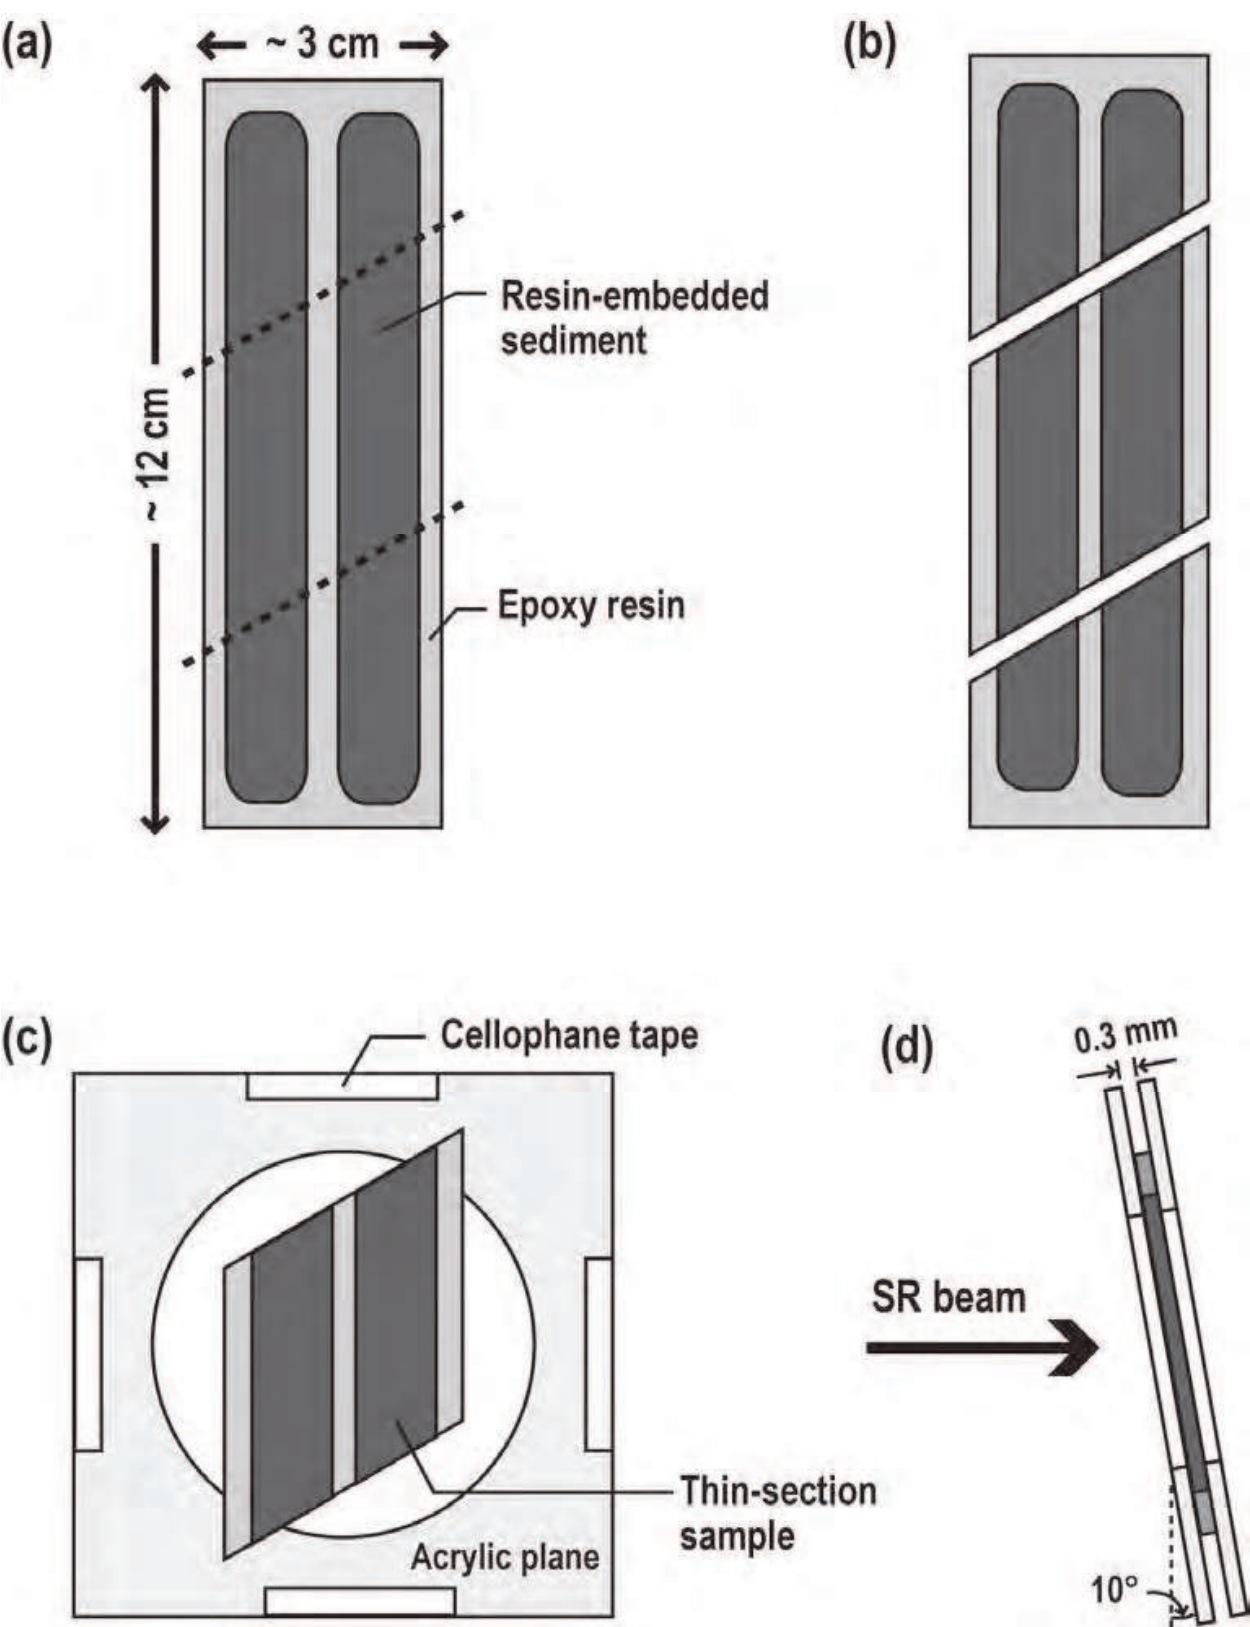 (a)
~ 3 cm
(b)
~ 12 cm
Resin-embedded
sediment
Epoxy resin
(c)
Cellophane tape
(d)
0.3 mm
SR beam
Thin-section
sample
Acrylic plane
10°